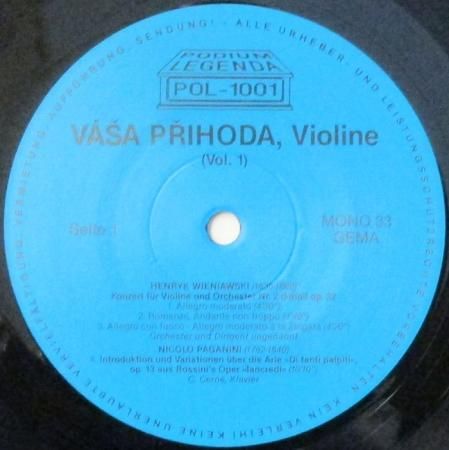 PODIUM
LEGENDA
POL-1001
VÁŠA PŘIHODA, Violine
(Vol. 1)
Seite 1
MONO 33
GEMA
HENRYK WIENIAWSKI
Konzert für Violine und Orchester Nr. 2 d-moll op. 22
1. Allegro moderato
2. Romanze, Andante non troppo
3. Allegro con fuoco - Allegro moderato à la Zingara
Orchester und Dirigent ungenannt
NICOLO PAGANINI (1782-1840)
4. Introduktion und Variationen über die Arie »Di tanti palpiti«,
op. 13 aus Rossini's Oper »Tancredi«
C. Cerné, Klavier
ALLE URHEBER- UND LEISTUNGSSCHUTZRECHTE VORBEHALTEN. KEIN VERLEIH! KEINE UNERLAUBTE VERVIELFÄLTIGUNG, VERMIETUNG, AUFFÜHRUNG, SENDUNG!